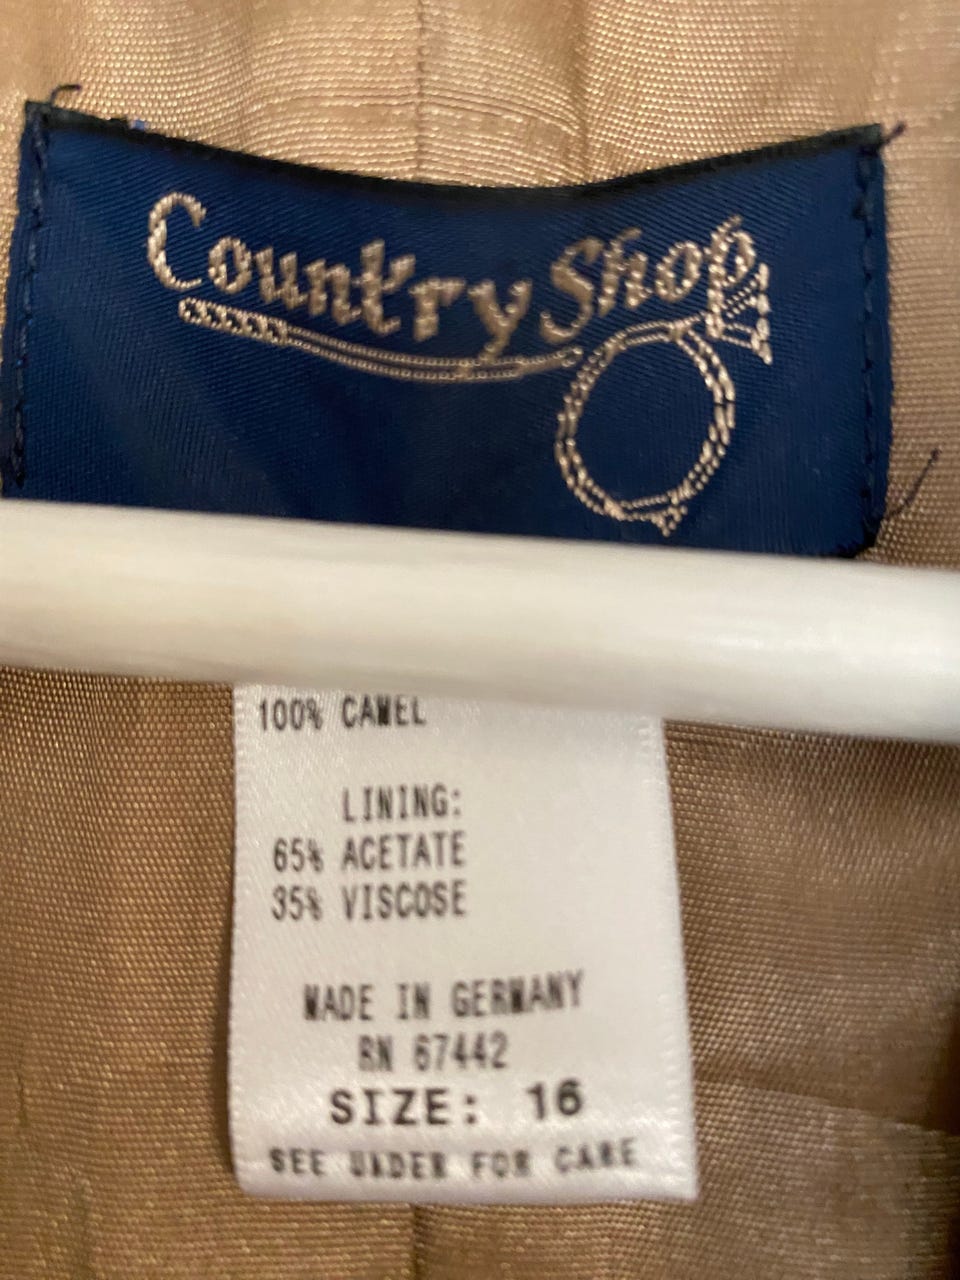 Country Shop
100% CAMEL
LINING:
65% ACETATE
35% VISCOSE
MADE IN GERMANY
RN 67442
SIZE: 16
SEE UNDER FOR CARE